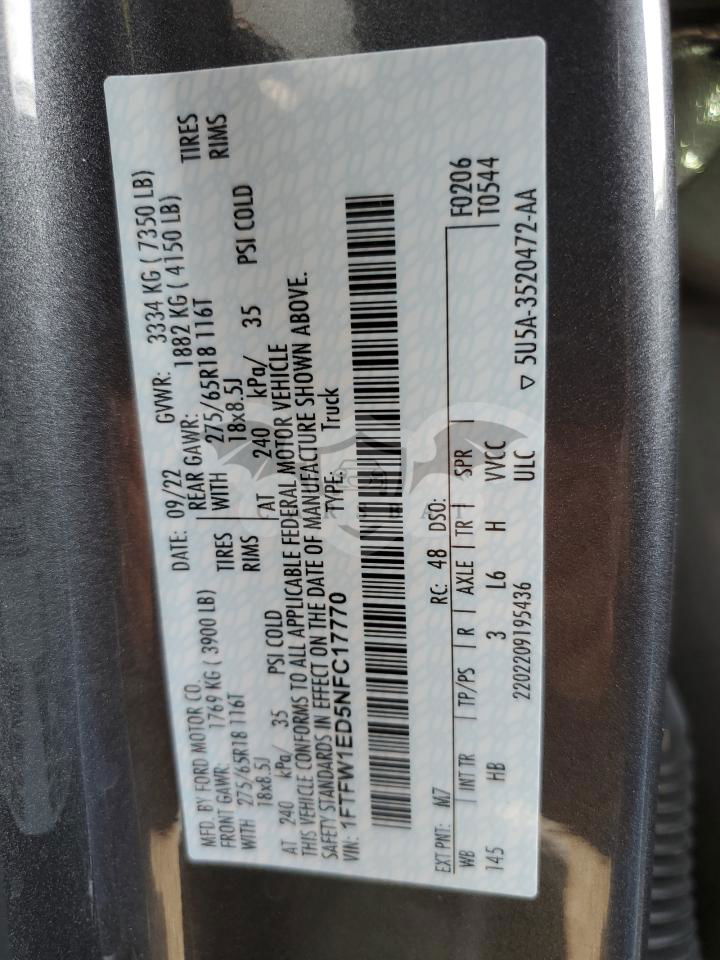 MFD. BY FORD MOTOR CO. DATE: 09/22 GVWR: 3334 KG ( 7350 LB)
FRONT GAWR: 1769 KG ( 3900 LB) REAR GAWR: 1882 KG ( 4150 LB)
WITH 275/65R18 116T TIRES WITH 275/65R18 116T TIRES
18x8.5J RIMS 18x8.5J RIMS
AT 240 kPa/ 35 PSI COLD AT 240 kPa/ 35 PSI COLD
THIS VEHICLE CONFORMS TO ALL APPLICABLE FEDERAL MOTOR VEHICLE
SAFETY STANDARDS IN EFFECT ON THE DATE OF MANUFACTURE SHOWN ABOVE.
VIN: 1FTFW1ED5NFC17770 TYPE: Truck
EXT PNT: M7 RC: 48 DSO: F0206
WB INT TR TP/PS R AXLE TR SPR T0544
145 HB 3 L6 H VVCC
2202209195436 ULC ▽ 5U5A-3520472-AA